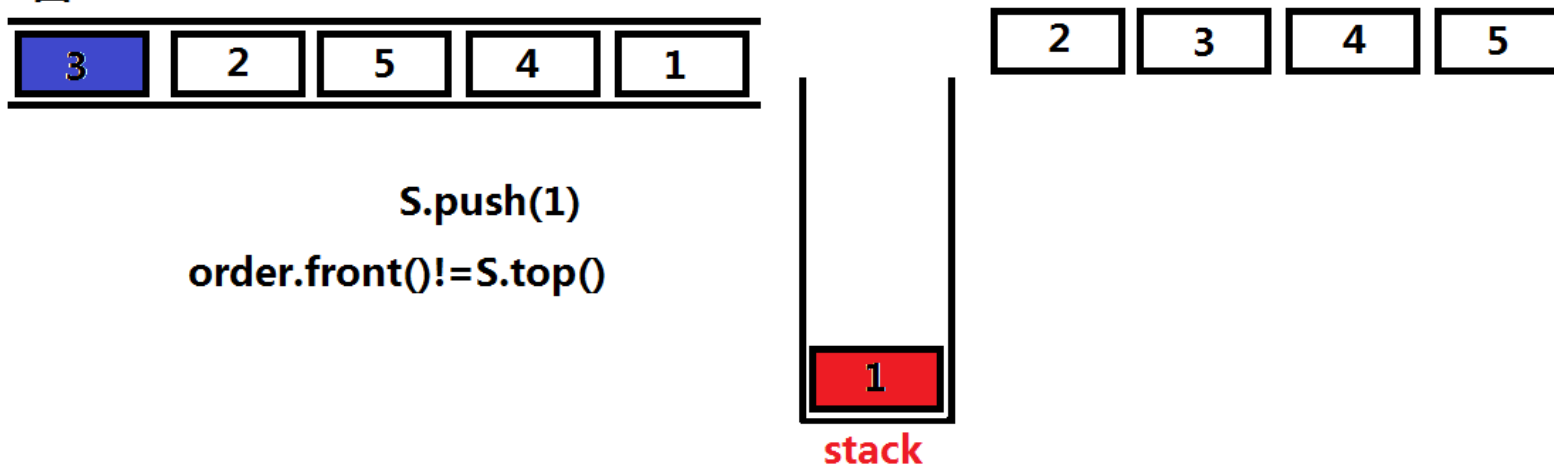 3 2 5 4 1
2 3 4 5
S.push(1)
order.front()!=S.top()
1
stack